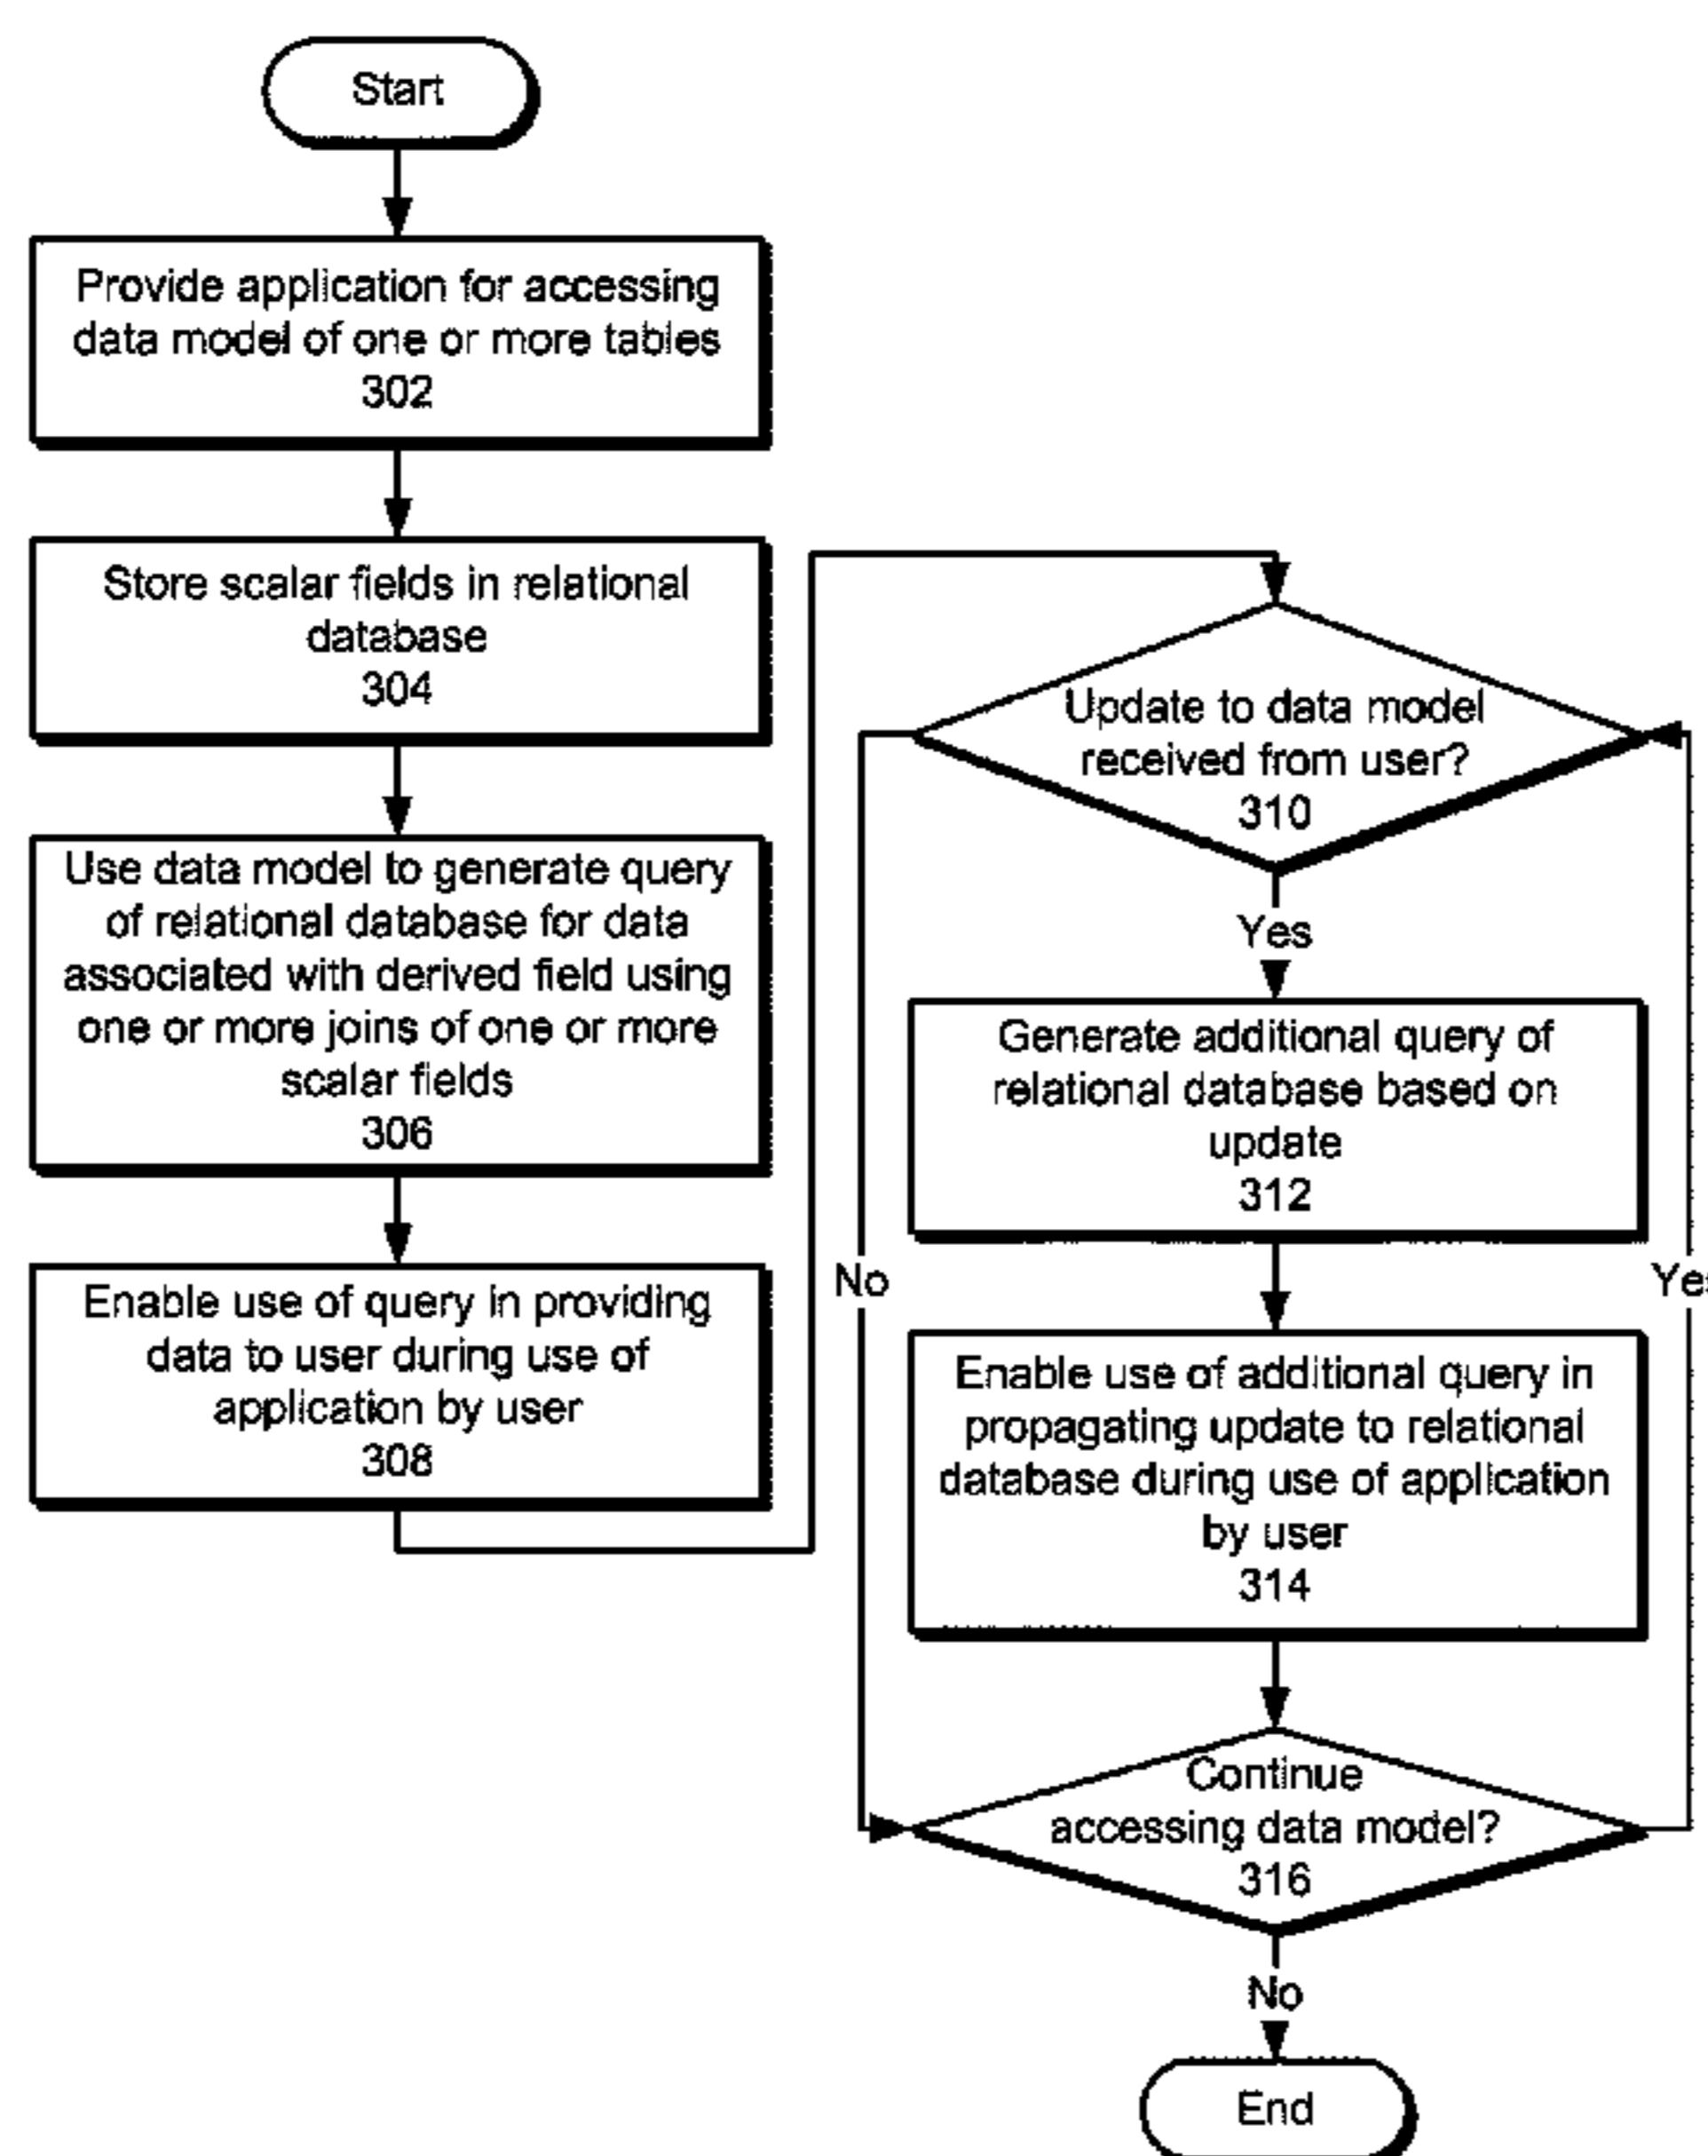 Start
Provide application for accessing
data model of one or more tables
302
Store scalar fields in relational
database
304
Use data model to generate query
of relational database for data
associated with derived field using
one or more joins of one or more
scalar fields
306
Enable use of query in providing
data to user during use of
application by user
308
Update to data model
received from user?
310
Yes
Generate additional query of
relational database based on
update
312
No
Yes
Enable use of additional query in
propagating update to relational
database during use of application
by user
314
Continue
accessing data model?
316
No
End